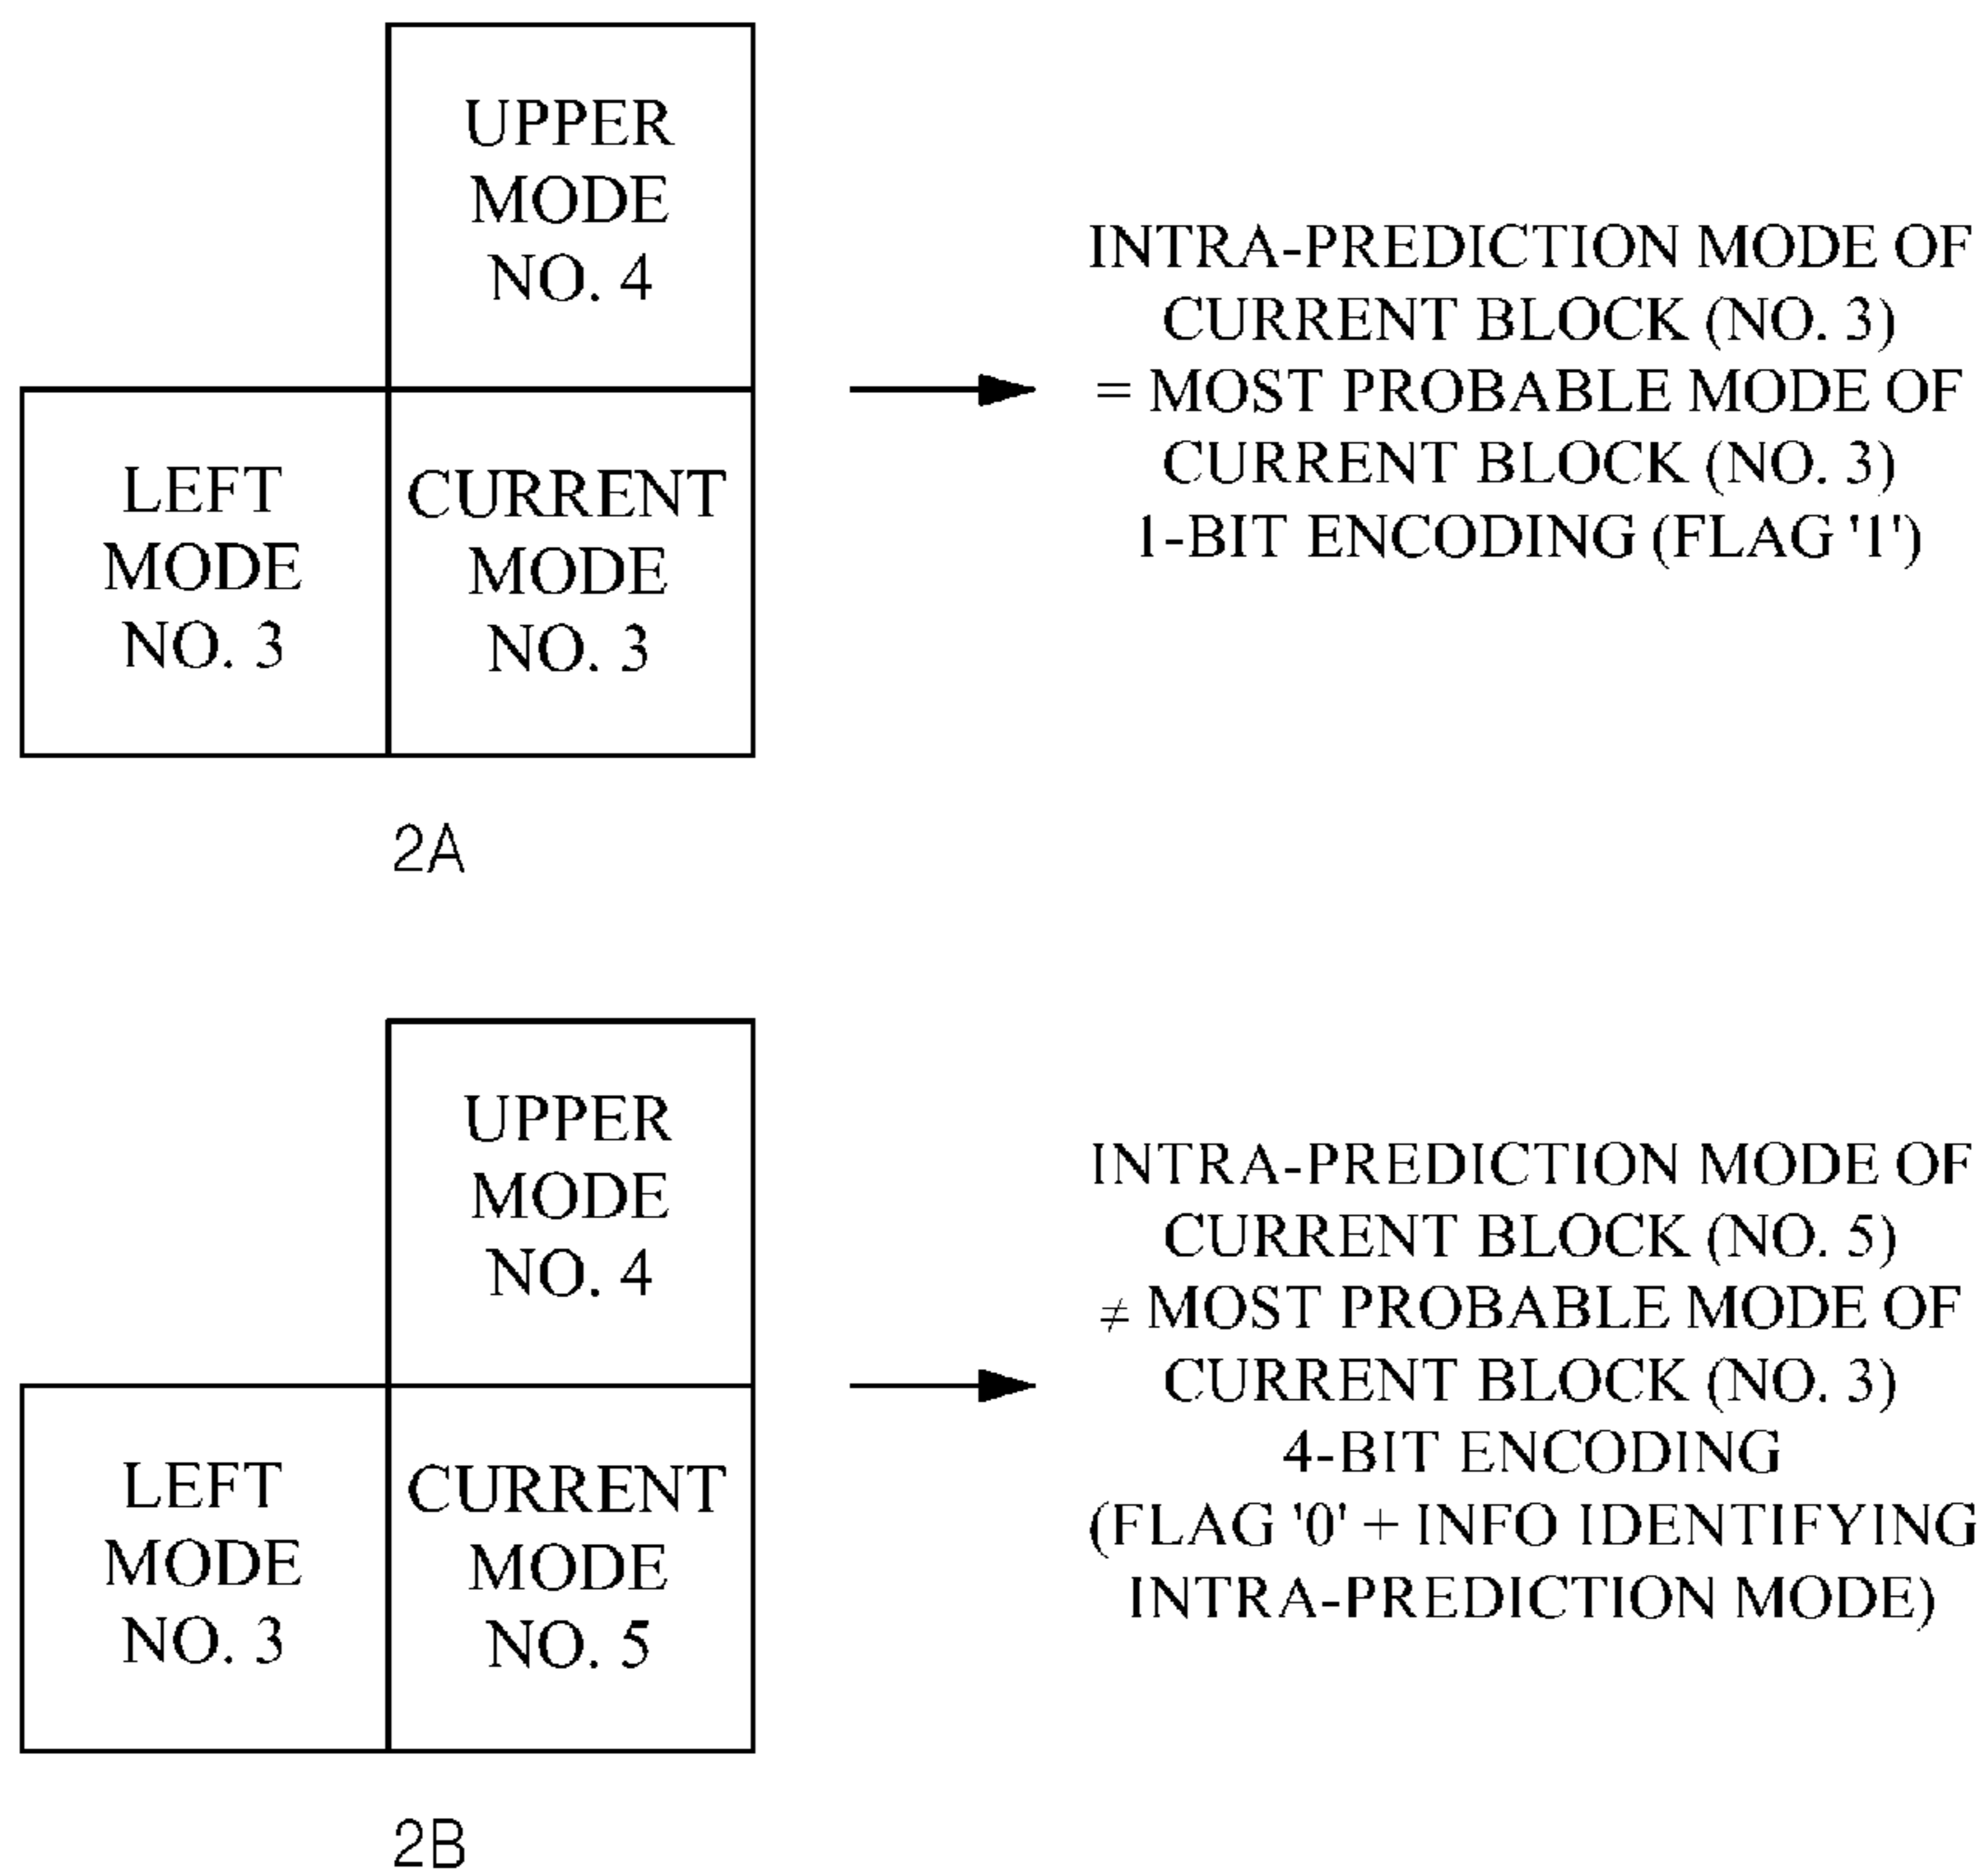 UPPER
MODE
NO. 4
LEFT
MODE
NO. 3
CURRENT
MODE
NO. 3
INTRA-PREDICTION MODE OF
CURRENT BLOCK (NO. 3)
= MOST PROBABLE MODE OF
CURRENT BLOCK (NO. 3)
1-BIT ENCODING (FLAG '1')
2A
UPPER
MODE
NO. 4
LEFT
MODE
NO. 3
CURRENT
MODE
NO. 5
INTRA-PREDICTION MODE OF
CURRENT BLOCK (NO. 5)
≠ MOST PROBABLE MODE OF
CURRENT BLOCK (NO. 3)
4-BIT ENCODING
(FLAG '0' + INFO IDENTIFYING
INTRA-PREDICTION MODE)
2B